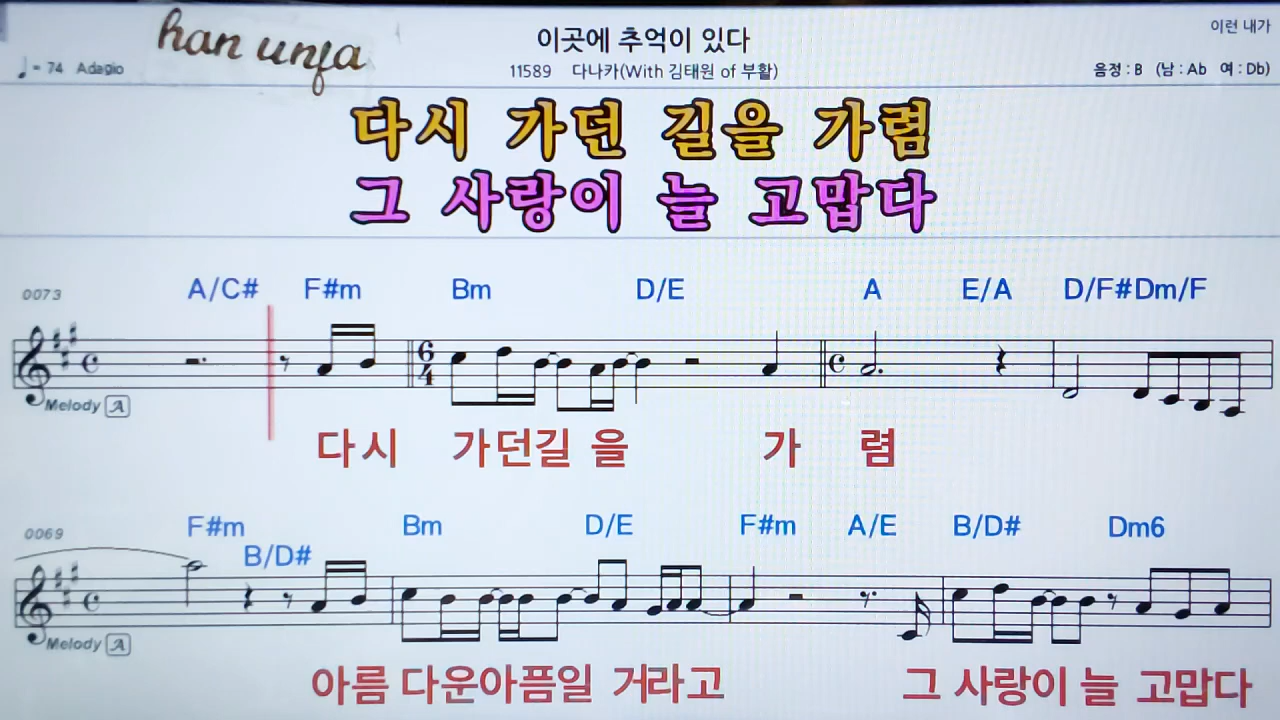 han unfa
이곳에 추억이 있다
이런 내가
♩= 74 Adagio
11589 다나카(With 김태원 of 부활)
음정 : B (남 : Ab 여 : Db)
다시 가던 길을 가렴
그 사랑이 늘 고맙다
0073 A/C# F#m Bm D/E A E/A D/F# Dm/F
6
4
Melody A
다시 가던길 을 가 렴
0069 F#m B/D# Bm D/E F#m A/E B/D# Dm6
Melody A
아름 다운아픔일 거라고 그 사랑이 늘 고맙다